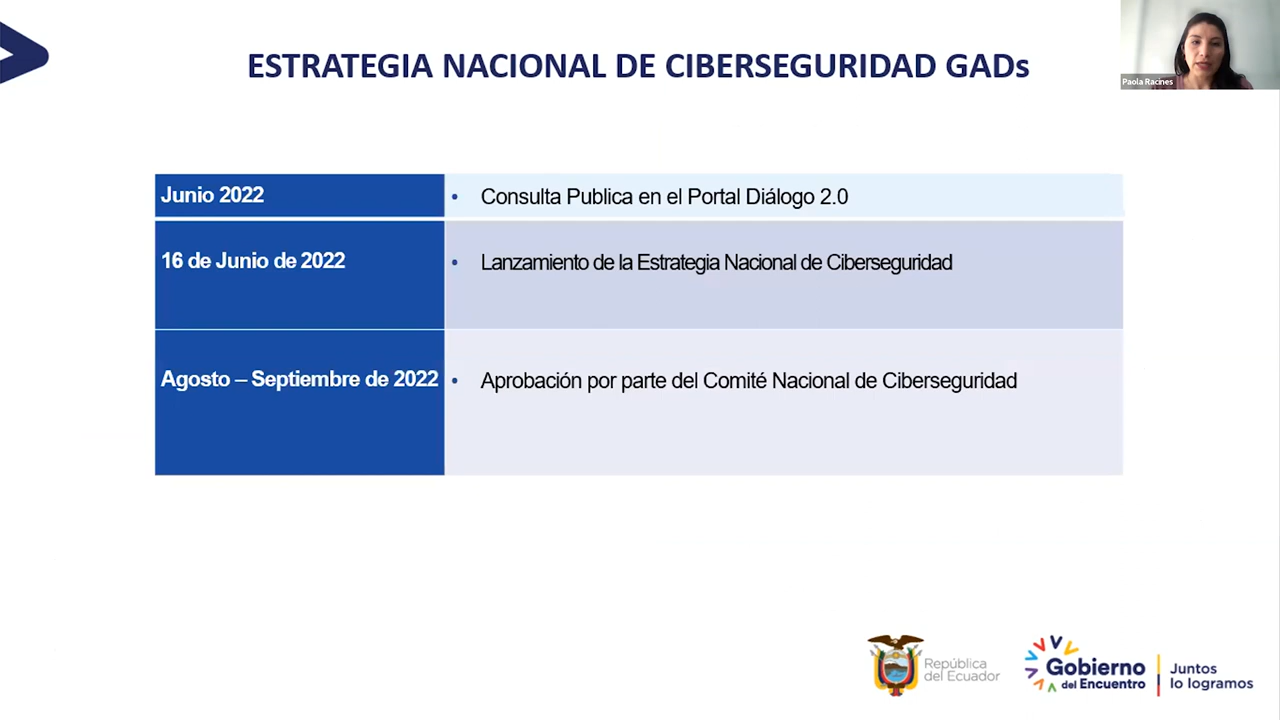 ESTRATEGIA NACIONAL DE CIBERSEGURIDAD GADs
Paola Racines
Junio 2022
• Consulta Publica en el Portal Diálogo 2.0
16 de Junio de 2022
• Lanzamiento de la Estrategia Nacional de Ciberseguridad
Agosto – Septiembre de 2022
• Aprobación por parte del Comité Nacional de Ciberseguridad
República
del Ecuador
Gobierno
del Encuentro
Juntos
lo logramos